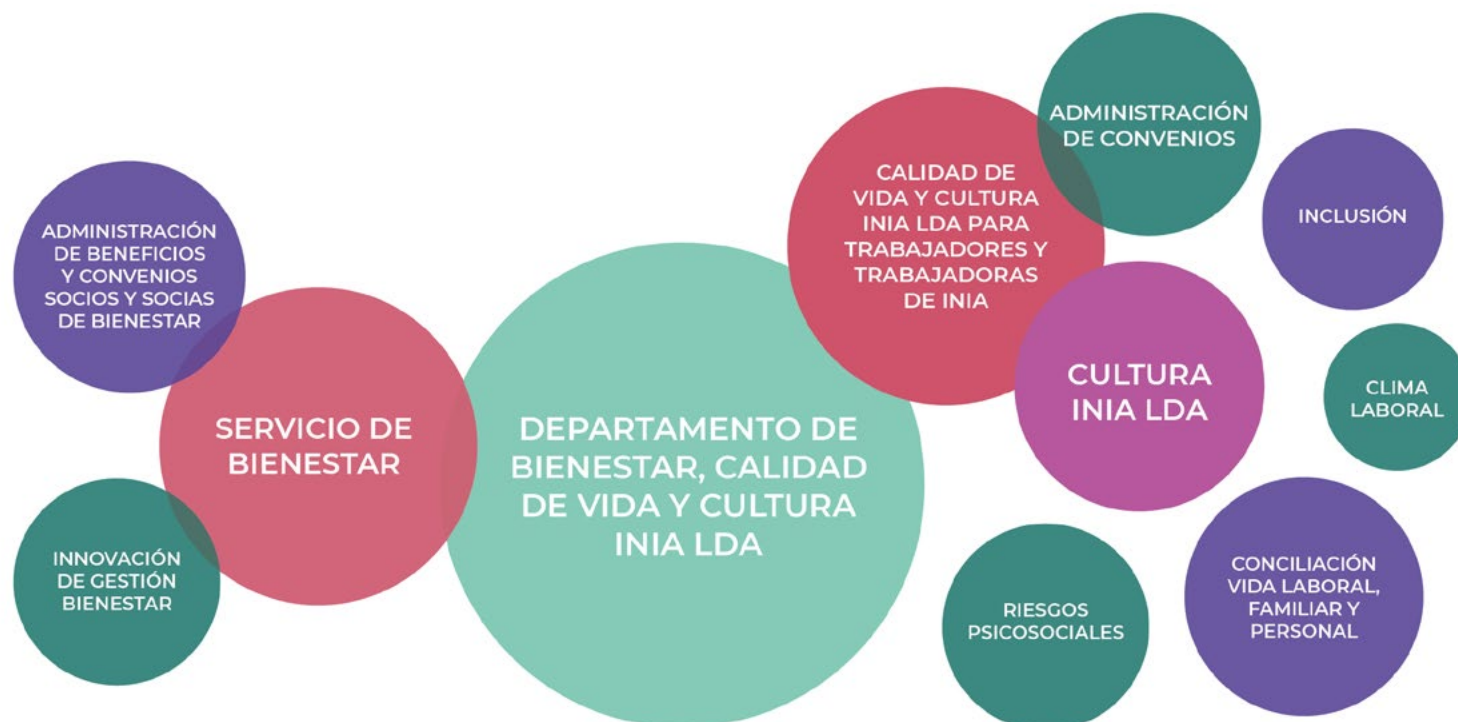 ADMINISTRACIÓN
DE BENEFICIOS
Y CONVENIOS
SOCIOS Y SOCIAS
DE BIENESTAR
SERVICIO DE
BIENESTAR
INNOVACIÓN
DE GESTIÓN
BIENESTAR
DEPARTAMENTO DE
BIENESTAR, CALIDAD
DE VIDA Y CULTURA
INIA LDA
CALIDAD DE
VIDA Y CULTURA
INIA LDA PARA
TRABAJADORES Y
TRABAJADORAS
DE INIA
ADMINISTRACIÓN
DE CONVENIOS
INCLUSIÓN
CULTURA
INIA LDA
CLIMA
LABORAL
RIESGOS
PSICOSOCIALES
CONCILIACIÓN
VIDA LABORAL,
FAMILIAR Y
PERSONAL